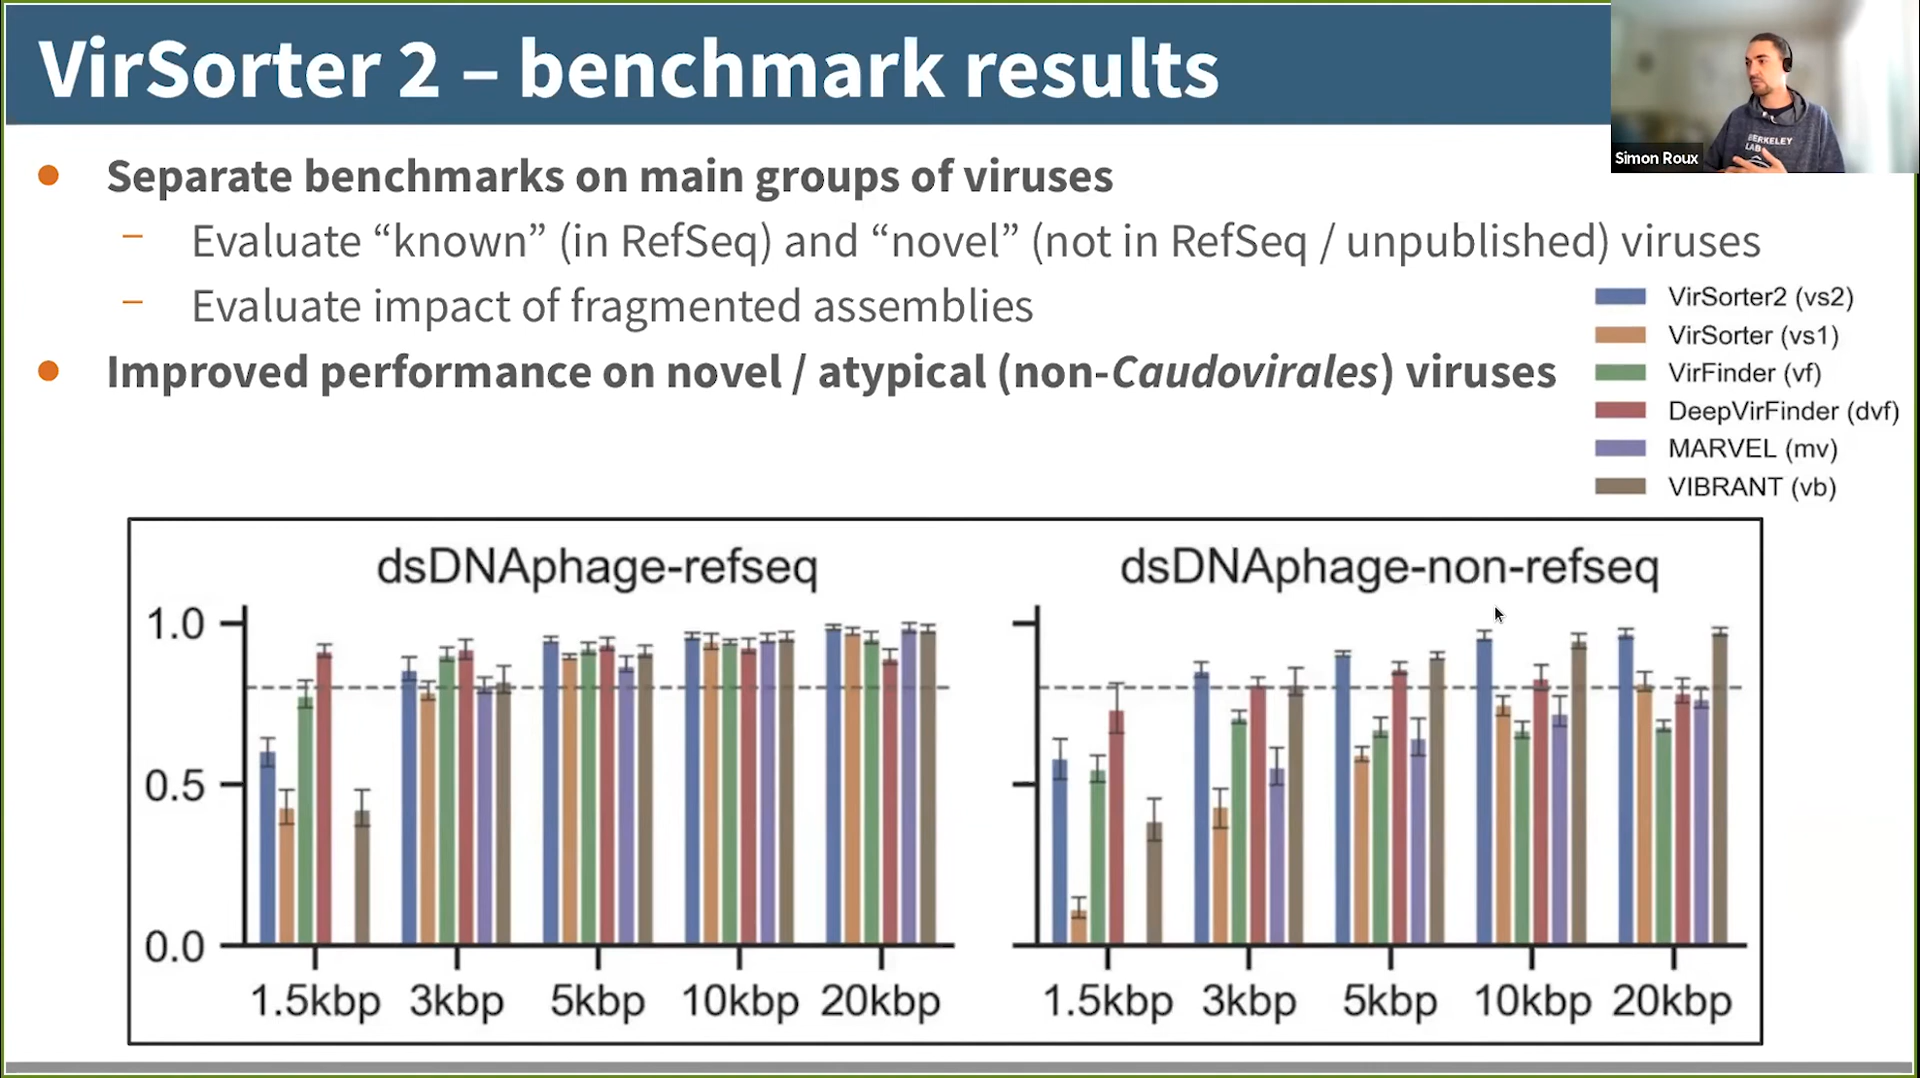 VirSorter 2 – benchmark results
BERKELEY
LAB
Simon Roux
Separate benchmarks on main groups of viruses
– Evaluate “known” (in RefSeq) and “novel” (not in RefSeq / unpublished) viruses
– Evaluate impact of fragmented assemblies
Improved performance on novel / atypical (non-Caudovirales) viruses
VirSorter2 (vs2)
VirSorter (vs1)
VirFinder (vf)
DeepVirFinder (dvf)
MARVEL (mv)
VIBRANT (vb)
dsDNAphage-refseq
1.0
0.5
0.0
1.5kbp 3kbp 5kbp 10kbp 20kbp
dsDNAphage-non-refseq
1.5kbp 3kbp 5kbp 10kbp 20kbp